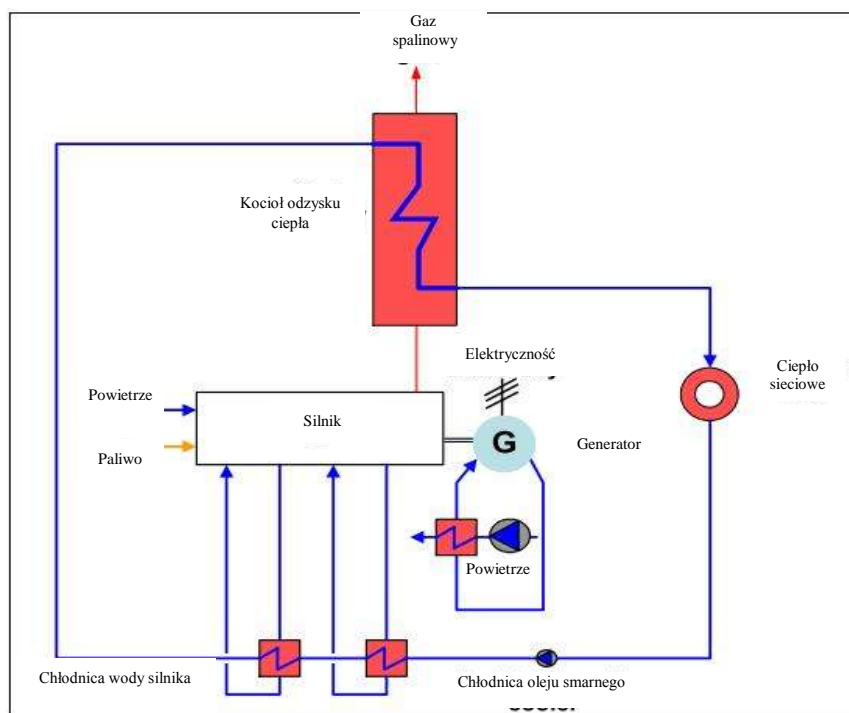 Gaz
spalinowy
Kocioł odzysku
ciepła
Elektryczność
Ciepło
sieciowe
Powietrze
Silnik
G
Generator
Paliwo
Powietrze
Chłodnica wody silnika
Chłodnica oleju smarnego